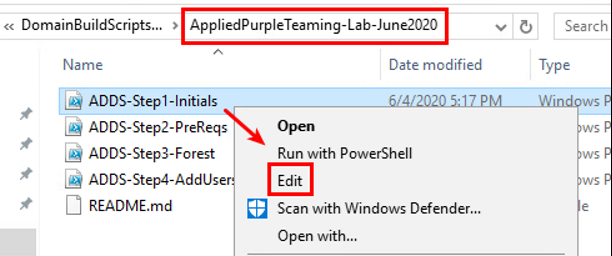 « DomainBuildScripts... > AppliedPurpleTeaming-Lab-June2020
Search
Name
Date modified
Type
ADDS-Step1-Initials
6/4/2020 5:17 PM
Windows P
ADDS-Step2-PreReqs
ADDS-Step3-Forest
ADDS-Step4-AddUsers
README.md
Open
Run with PowerShell
Edit
Scan with Windows Defender...
Open with...